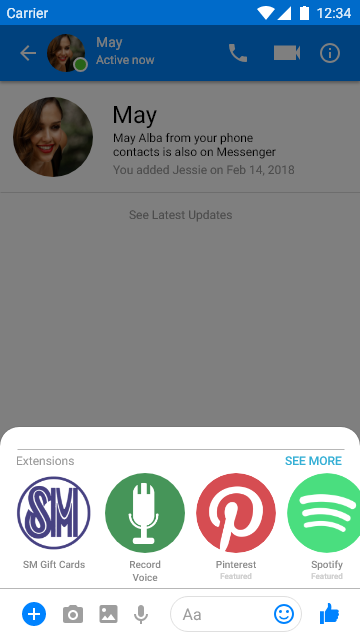 Carrier
12:34
May
Active now
May
May Alba from your phone
contacts is also on Messenger
You added Jessie on Feb 14, 2018
See Latest Updates
Extensions
SEE MORE
SM
SM Gift Cards
Record
Voice
Pinterest
Featured
Spotify
Featured
Aa